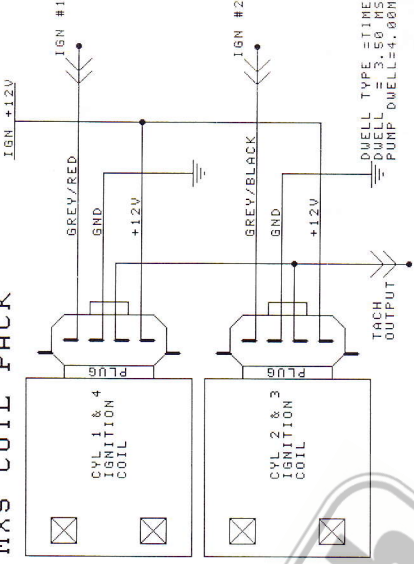 MX5 COIL PACK
IGN +12V
IGN #1
IGN #2
GREY/RED
GND
+12V
GREY/BLACK
GND
+12V
PLUG
PLUG
CYL 1 & 4
IGNITION
COIL
CYL 2 & 3
IGNITION
COIL
TACH
OUTPUT
DWELL TYPE =TIME
DWELL = 3.50 MS
PUMP DWELL=4.00M